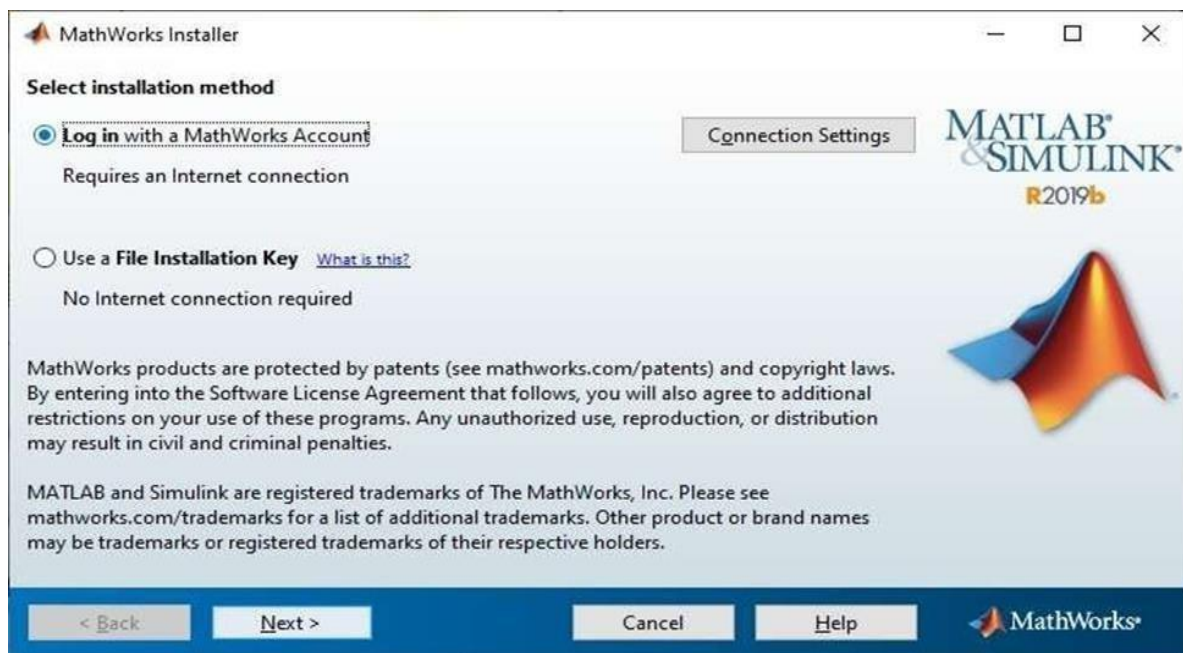 MathWorks Installer
Select installation method
Log in with a MathWorks Account
Connection Settings
Requires an Internet connection
Use a File Installation Key What is this?
No Internet connection required
MathWorks products are protected by patents (see mathworks.com/patents) and copyright laws.
By entering into the Software License Agreement that follows, you will also agree to additional
restrictions on your use of these programs. Any unauthorized use, reproduction, or distribution
may result in civil and criminal penalties.
MATLAB and Simulink are registered trademarks of The MathWorks, Inc. Please see
mathworks.com/trademarks for a list of additional trademarks. Other product or brand names
may be trademarks or registered trademarks of their respective holders.
MATLAB®
&SIMULINK®
R2019b
< Back
Next >
Cancel
Help
MathWorks®